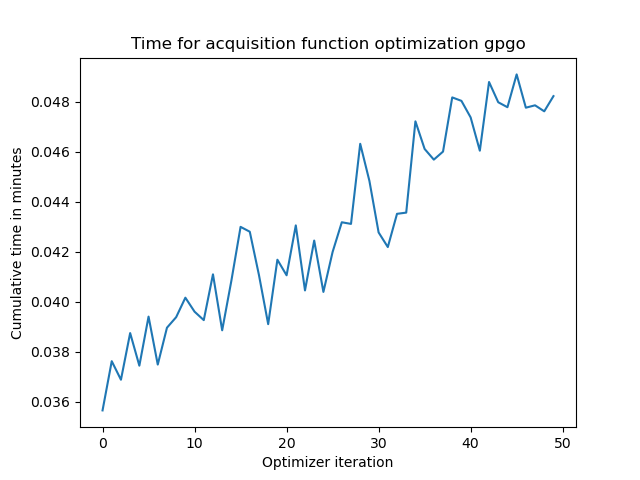 Time for acquisition function optimization gpgo
0.048
0.046
0.044
0.042
0.040
0.038
0.036
Cumulative time in minutes
0 10 20 30 40 50
Optimizer iteration